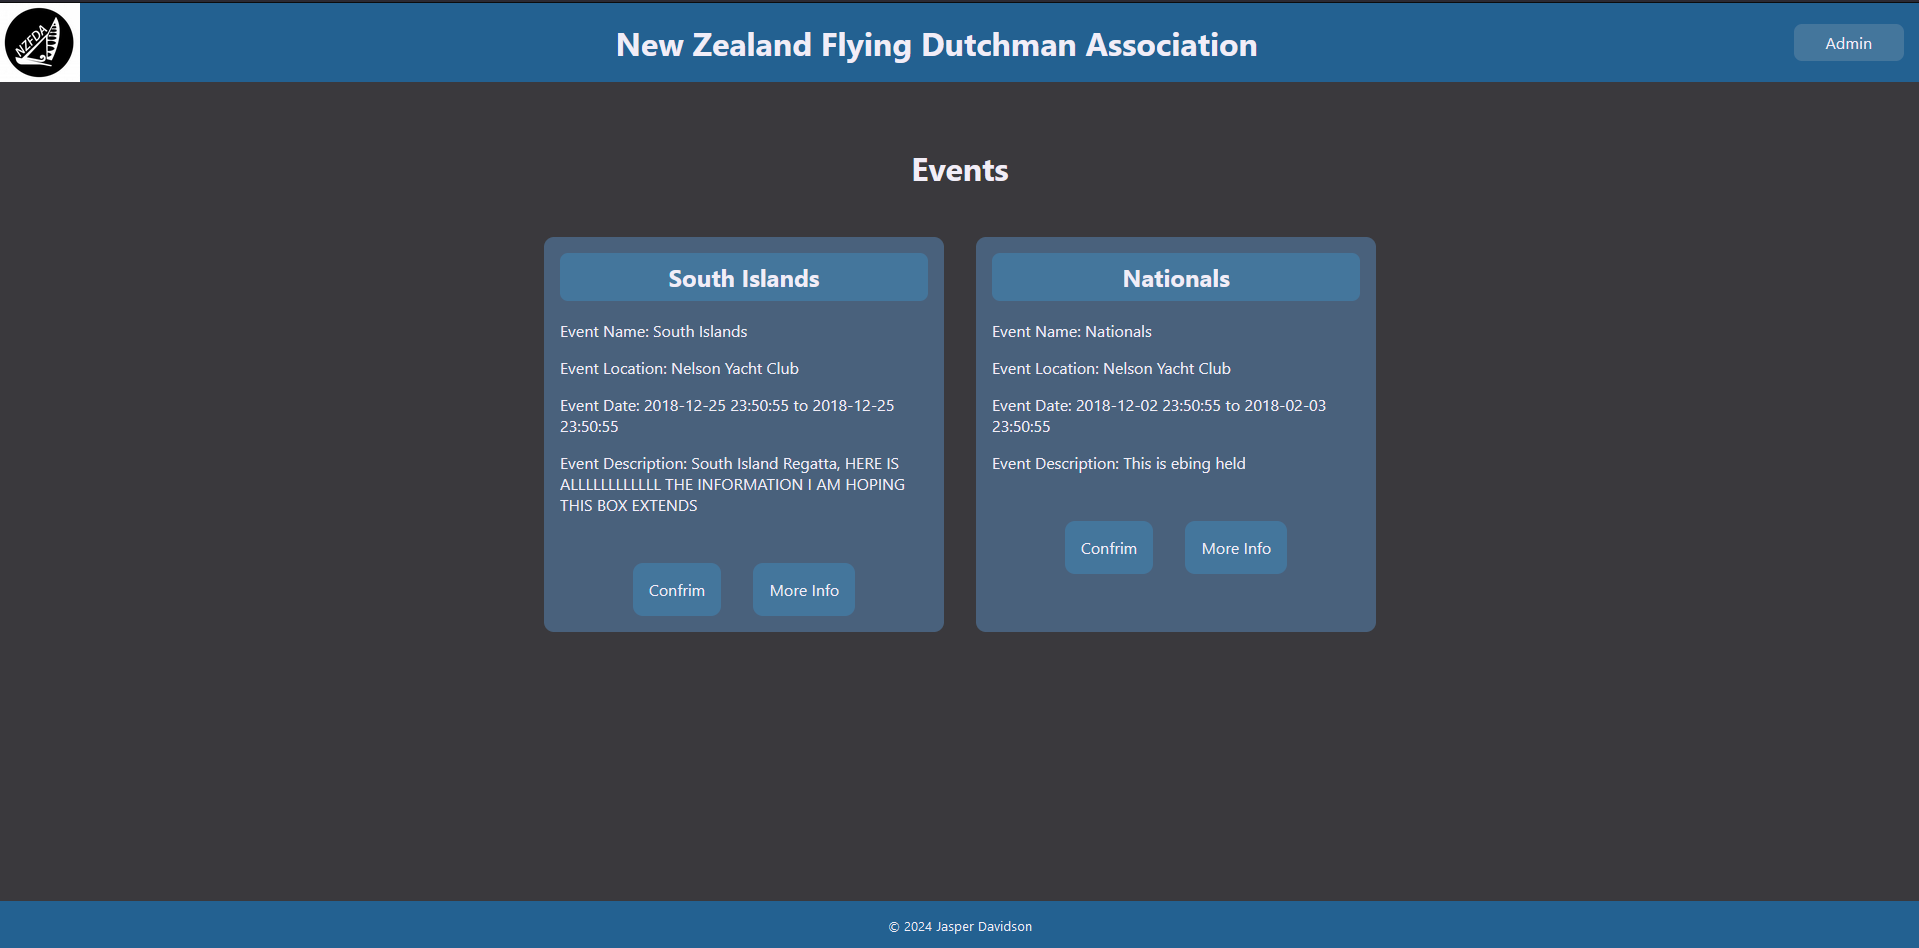 NZFDA
New Zealand Flying Dutchman Association
Admin
Events
South Islands
Event Name: South Islands
Event Location: Nelson Yacht Club
Event Date: 2018-12-25 23:50:55 to 2018-12-25
23:50:55
Event Description: South Island Regatta, HERE IS
ALLLLLLLLLLLL THE INFORMATION I AM HOPING
THIS BOX EXTENDS
Confrim
More Info
Nationals
Event Name: Nationals
Event Location: Nelson Yacht Club
Event Date: 2018-12-02 23:50:55 to 2018-02-03
23:50:55
Event Description: This is ebing held
Confrim
More Info
© 2024 Jasper Davidson